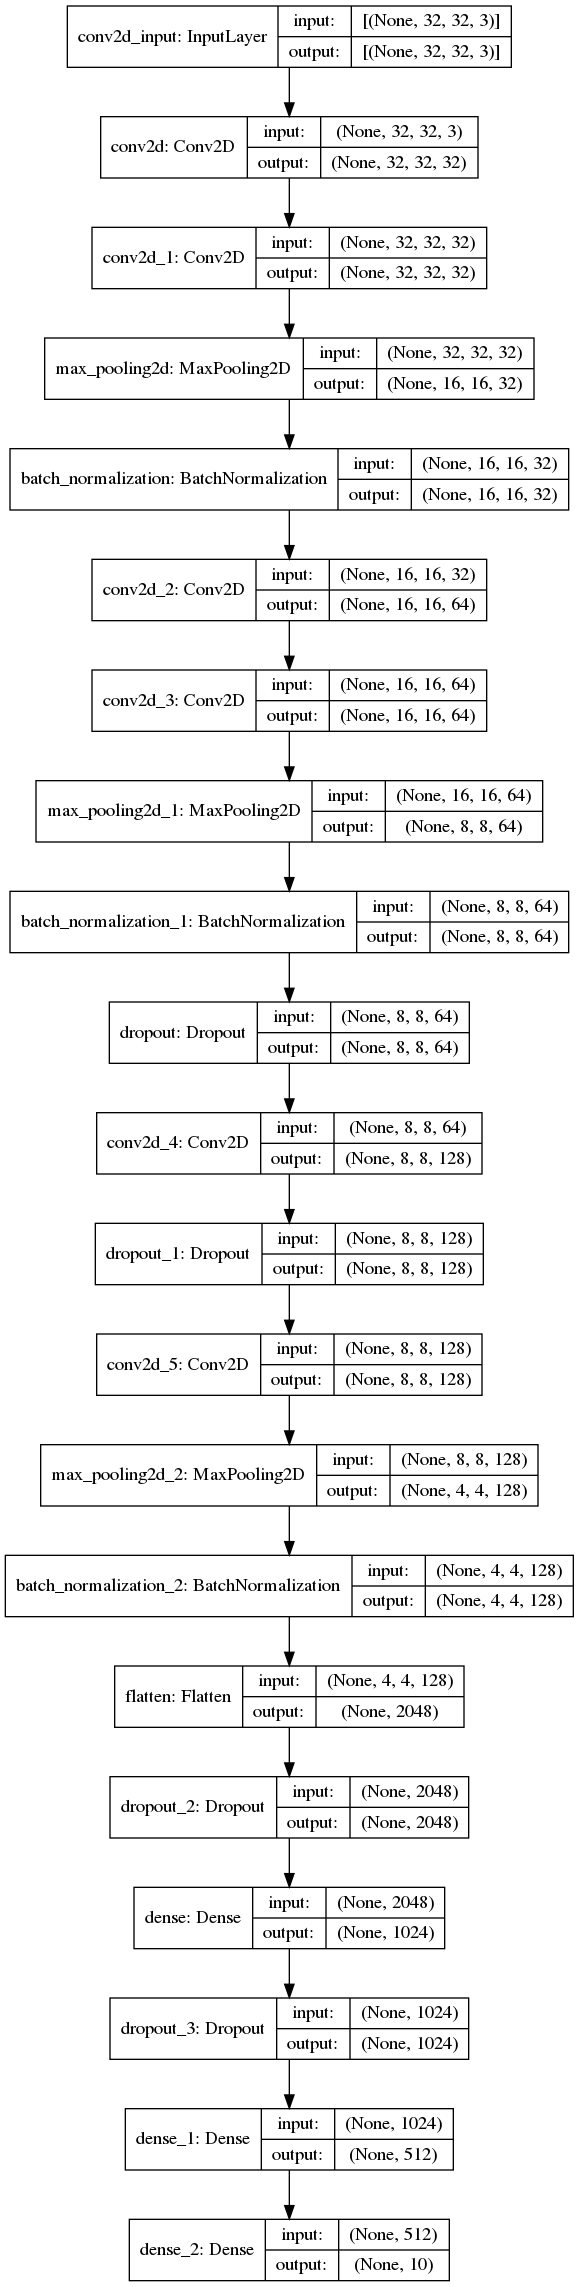 conv2d_input: InputLayer
input:
[(None, 32, 32, 3)]
output:
[(None, 32, 32, 3)]
conv2d: Conv2D
input:
(None, 32, 32, 3)
output:
(None, 32, 32, 32)
conv2d_1: Conv2D
input:
(None, 32, 32, 32)
output:
(None, 32, 32, 32)
max_pooling2d: MaxPooling2D
input:
(None, 32, 32, 32)
output:
(None, 16, 16, 32)
batch_normalization: BatchNormalization
input:
(None, 16, 16, 32)
output:
(None, 16, 16, 32)
conv2d_2: Conv2D
input:
(None, 16, 16, 32)
output:
(None, 16, 16, 64)
conv2d_3: Conv2D
input:
(None, 16, 16, 64)
output:
(None, 16, 16, 64)
max_pooling2d_1: MaxPooling2D
input:
(None, 16, 16, 64)
output:
(None, 8, 8, 64)
batch_normalization_1: BatchNormalization
input:
(None, 8, 8, 64)
output:
(None, 8, 8, 64)
dropout: Dropout
input:
(None, 8, 8, 64)
output:
(None, 8, 8, 64)
conv2d_4: Conv2D
input:
(None, 8, 8, 64)
output:
(None, 8, 8, 128)
dropout_1: Dropout
input:
(None, 8, 8, 128)
output:
(None, 8, 8, 128)
conv2d_5: Conv2D
input:
(None, 8, 8, 128)
output:
(None, 8, 8, 128)
max_pooling2d_2: MaxPooling2D
input:
(None, 8, 8, 128)
output:
(None, 4, 4, 128)
batch_normalization_2: BatchNormalization
input:
(None, 4, 4, 128)
output:
(None, 4, 4, 128)
flatten: Flatten
input:
(None, 4, 4, 128)
output:
(None, 2048)
dropout_2: Dropout
input:
(None, 2048)
output:
(None, 2048)
dense: Dense
input:
(None, 2048)
output:
(None, 1024)
dropout_3: Dropout
input:
(None, 1024)
output:
(None, 1024)
dense_1: Dense
input:
(None, 1024)
output:
(None, 512)
dense_2: Dense
input:
(None, 512)
output:
(None, 10)